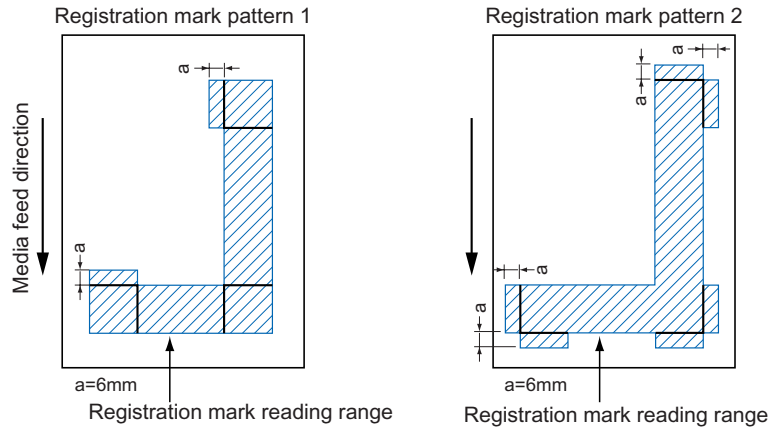 Registration mark pattern 1
a
Media feed direction
a
a=6mm
Registration mark reading range
Registration mark pattern 2
a
a
a
a
a=6mm
Registration mark reading range